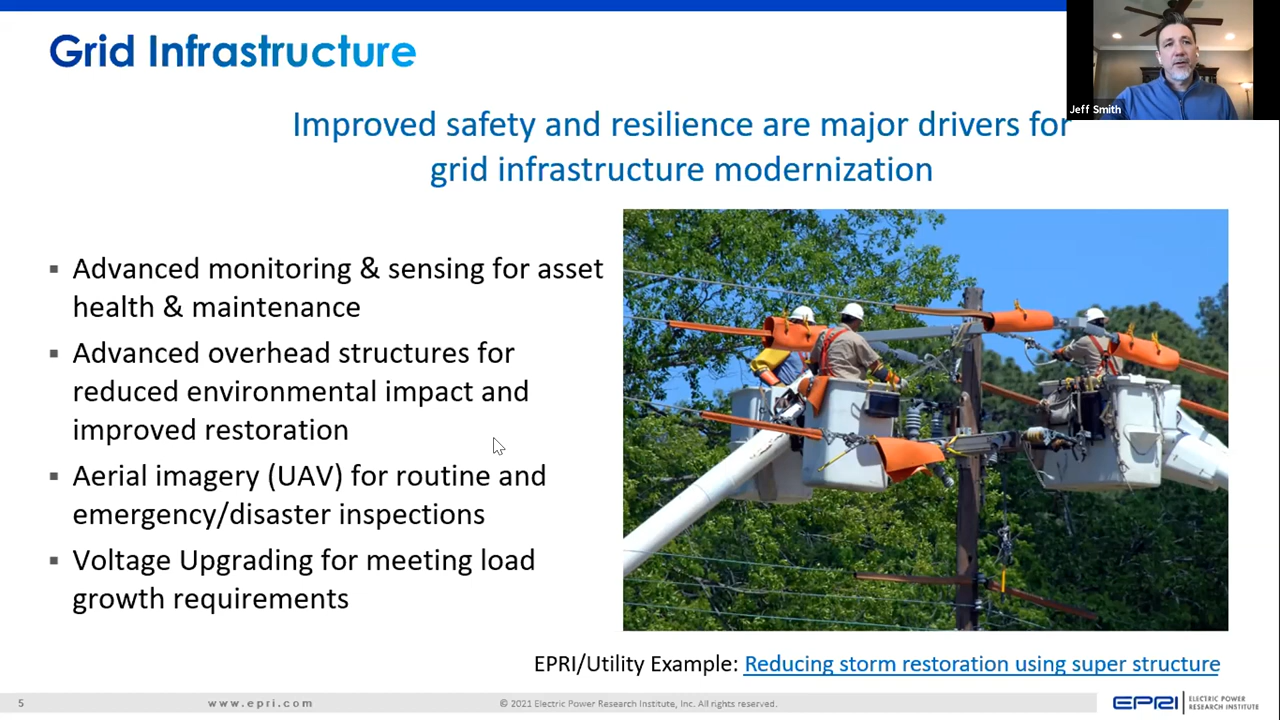 Grid Infrastructure
Jeff Smith
Improved safety and resilience are major drivers for
grid infrastructure modernization
▪ Advanced monitoring & sensing for asset
health & maintenance
▪ Advanced overhead structures for
reduced environmental impact and
improved restoration
▪ Aerial imagery (UAV) for routine and
emergency/disaster inspections
▪ Voltage Upgrading for meeting load
growth requirements
EPRI/Utility Example: Reducing storm restoration using super structure
5
www.epri.com
© 2021 Electric Power Research Institute, Inc. All rights reserved.
EPRI
ELECTRIC POWER
RESEARCH INSTITUTE